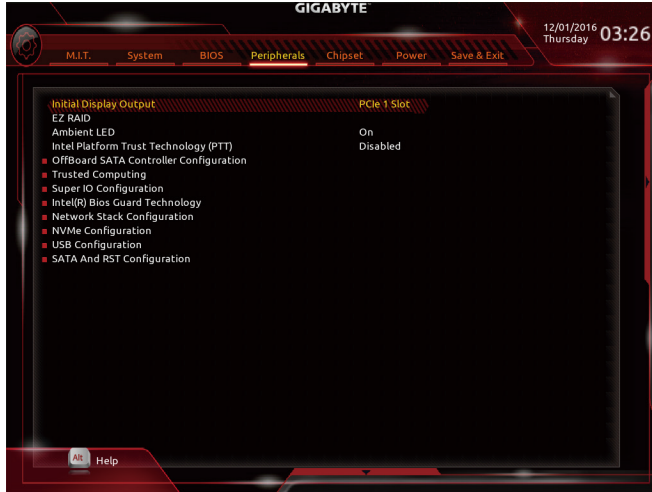 GIGABYTE™
12/01/2016
Thursday
03:26
M.I.T. System BIOS Peripherals Chipset Power Save & Exit
Initial Display Output PCIe 1 Slot
EZ RAID
Ambient LED On
Intel Platform Trust Technology (PTT) Disabled
OffBoard SATA Controller Configuration
Trusted Computing
Super IO Configuration
Intel(R) Bios Guard Technology
Network Stack Configuration
NVMe Configuration
USB Configuration
SATA And RST Configuration
Alt Help